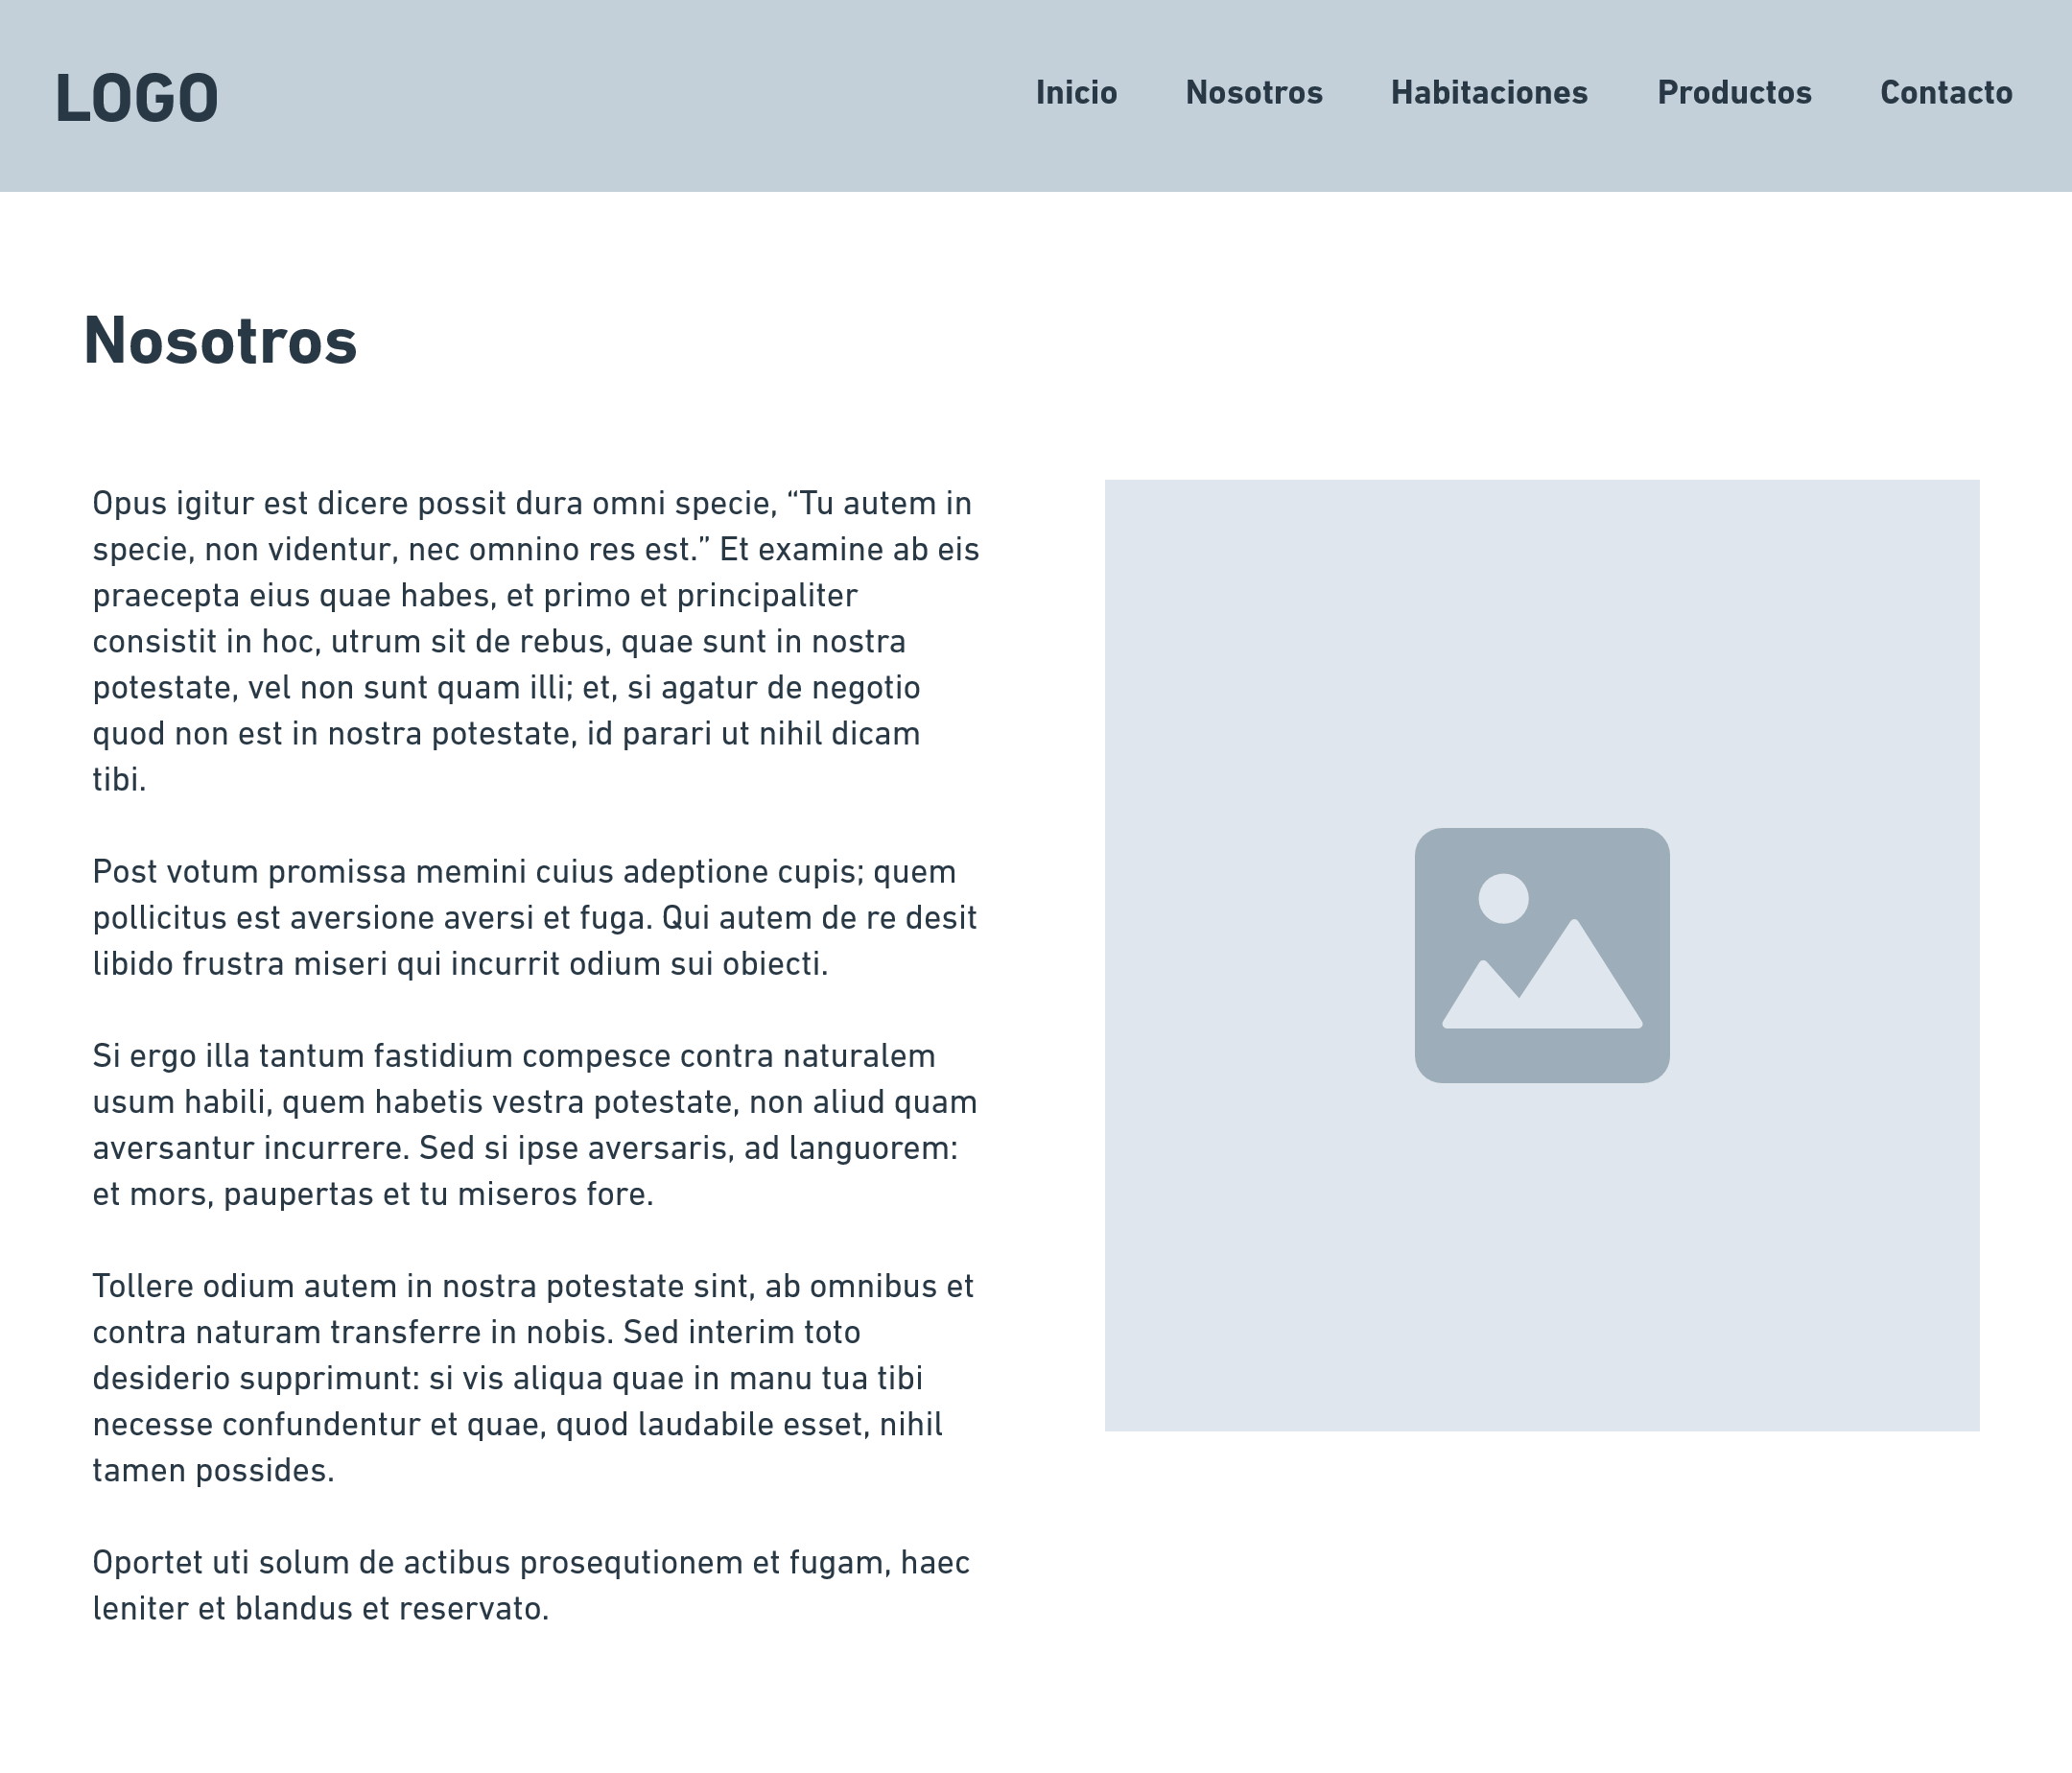 LOGO
Inicio Nosotros Habitaciones Productos Contacto
Nosotros
Opus igitur est dicere possit dura omni specie, “Tu autem in
specie, non videntur, nec omnino res est.” Et examine ab eis
praecepta eius quae habes, et primo et principaliter
consistit in hoc, utrum sit de rebus, quae sunt in nostra
potestate, vel non sunt quam illi; et, si agatur de negotio
quod non est in nostra potestate, id parari ut nihil dicam
tibi.
Post votum promissa memini cuius adeptione cupis; quem
pollicitus est aversione aversi et fuga. Qui autem de re desit
libido frustra miseri qui incurrit odium sui obiecti.
Si ergo illa tantum fastidium compesce contra naturalem
usum habili, quem habetis vestra potestate, non aliud quam
aversantur incurrere. Sed si ipse aversaris, ad languorem:
et mors, paupertas et tu miseros fore.
Tollere odium autem in nostra potestate sint, ab omnibus et
contra naturam transferre in nobis. Sed interim toto
desiderio supprimunt: si vis aliqua quae in manu tua tibi
necesse confundentur et quae, quod laudabile esset, nihil
tamen possides.
Oportet uti solum de actibus prosequtionem et fugam, haec
leniter et blandus et reservato.